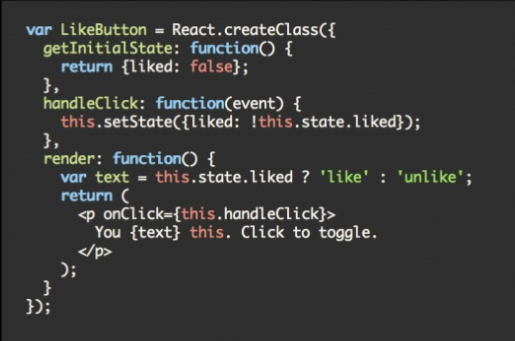 var LikeButton = React.createClass({
  getInitialState: function() {
    return {liked: false};
  },
  handleClick: function(event) {
    this.setState({liked: !this.state.liked});
  },
  render: function() {
    var text = this.state.liked ? 'like' : 'unlike';
    return (
      <p onClick={this.handleClick}>
        You {text} this. Click to toggle.
      </p>
    );
  }
});